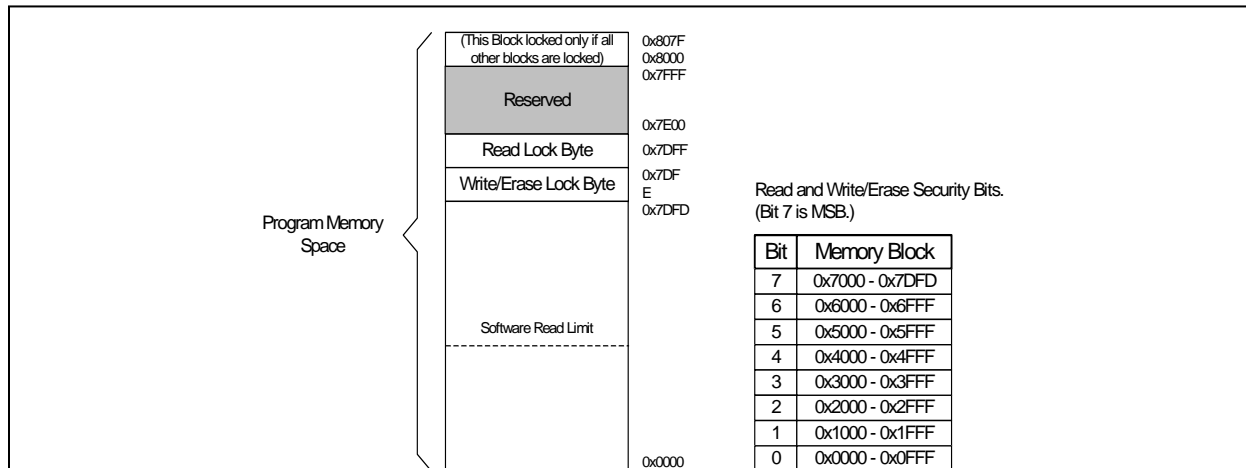 (This Block locked only if all
other blocks are locked)
0x807F
0x8000
0x7FFF
Reserved
0x7E00
Read Lock Byte
0x7DFF
Write/Erase Lock Byte
0x7DF
E
0x7DFD
Program Memory
Space
Software Read Limit
0x0000
Read and Write/Erase Security Bits.
(Bit 7 is MSB.)
Bit Memory Block
7 0x7000 - 0x7DFD
6 0x6000 - 0x6FFF
5 0x5000 - 0x5FFF
4 0x4000 - 0x4FFF
3 0x3000 - 0x3FFF
2 0x2000 - 0x2FFF
1 0x1000 - 0x1FFF
0 0x0000 - 0x0FFF